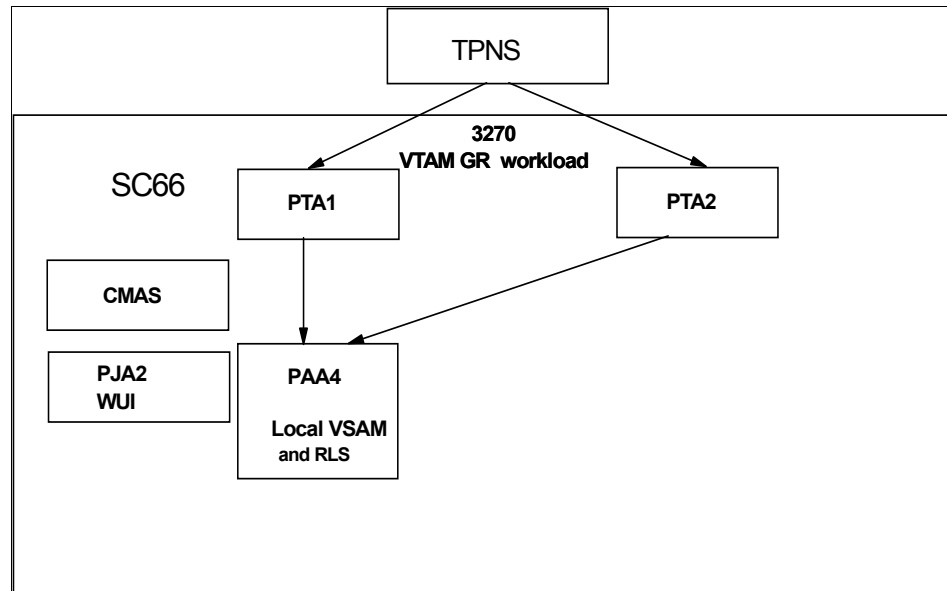 TPNS
3270
VTAM GR workload
SC66
PTA1
PTA2
CMAS
PJA2
WUI
PAA4
Local VSAM
and RLS